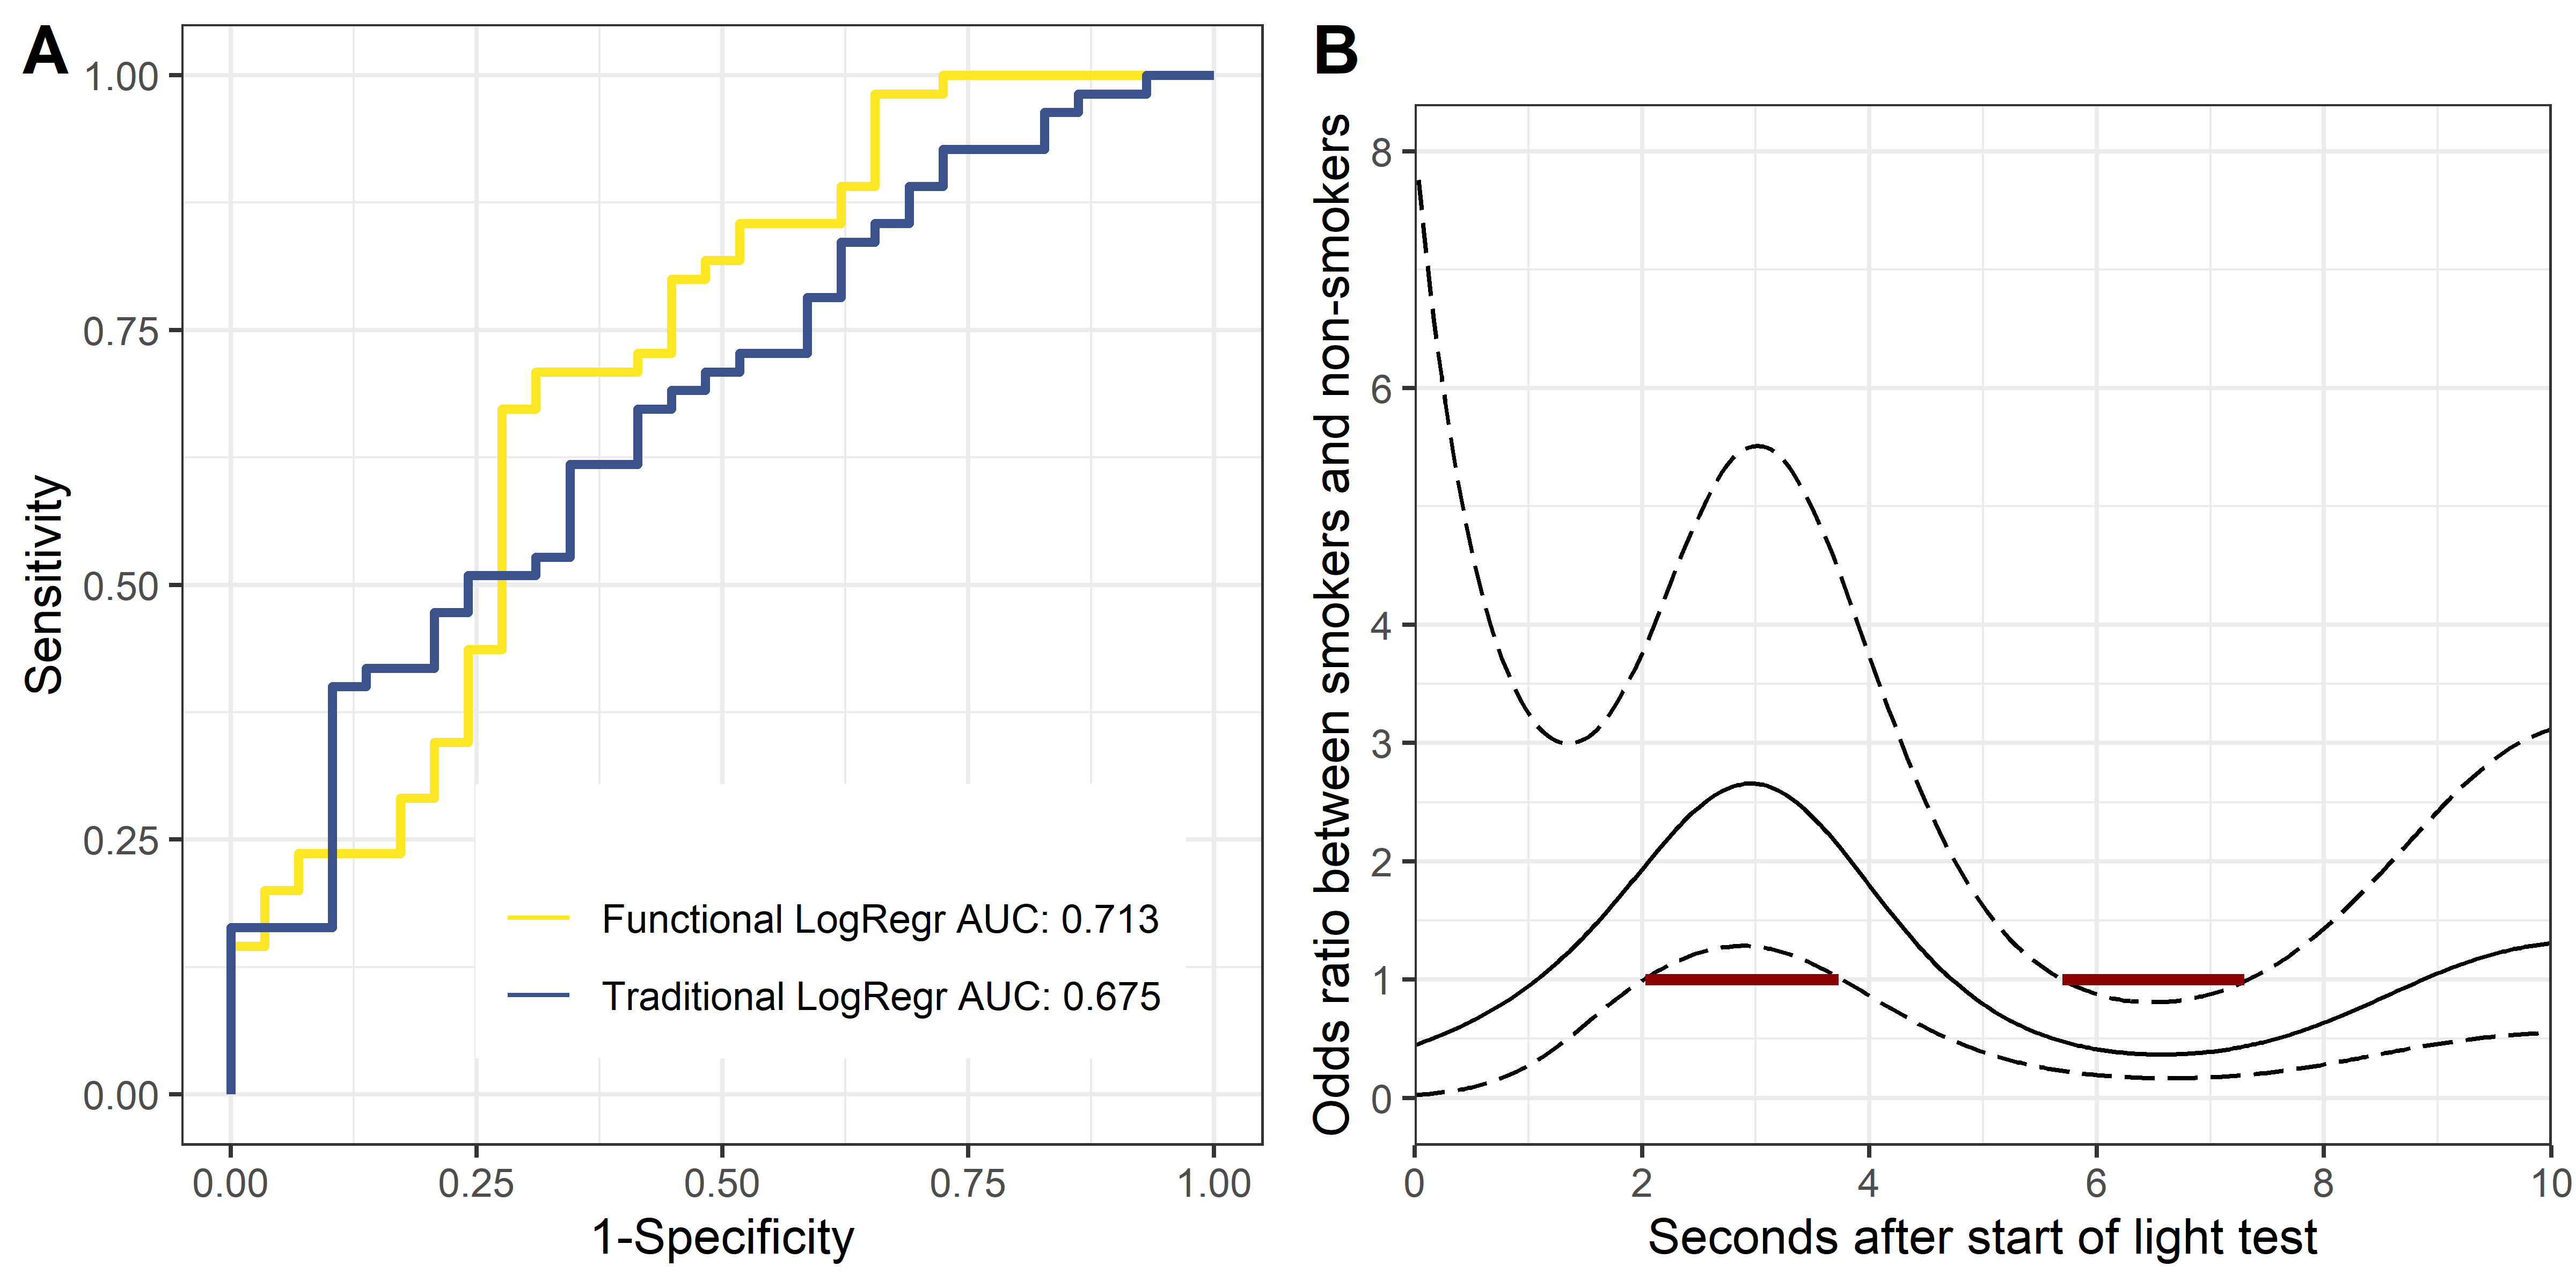 A
1.00
0.75
0.50
0.25
0.00
Sensitivity
Functional LogRegr AUC: 0.713
Traditional LogRegr AUC: 0.675
0.00 0.25 0.50 0.75 1.00
1-Specificity
B
Odds ratio between smokers and non-smokers
8
6
4
3
2
1
0
0 2 4 6 8 10
Seconds after start of light test